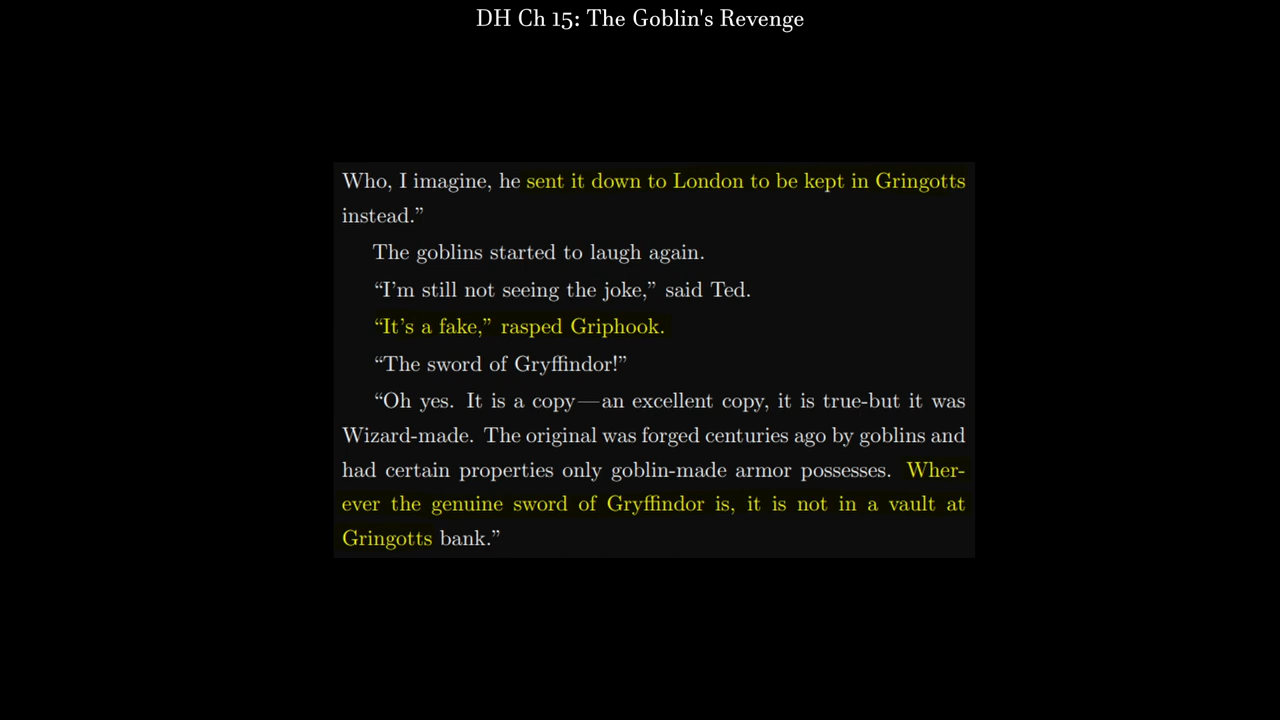 DH Ch 15: The Goblin's Revenge
Who, I imagine, he sent it down to London to be kept in Gringotts
instead.”
The goblins started to laugh again.
“I’m still not seeing the joke,” said Ted.
“It’s a fake,” rasped Griphook.
“The sword of Gryffindor!”
“Oh yes. It is a copy—an excellent copy, it is true-but it was
Wizard-made. The original was forged centuries ago by goblins and
had certain properties only goblin-made armor possesses. Wher-
ever the genuine sword of Gryffindor is, it is not in a vault at
Gringotts bank.”